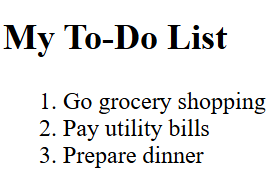 My To-Do List
1. Go grocery shopping
2. Pay utility bills
3. Prepare dinner